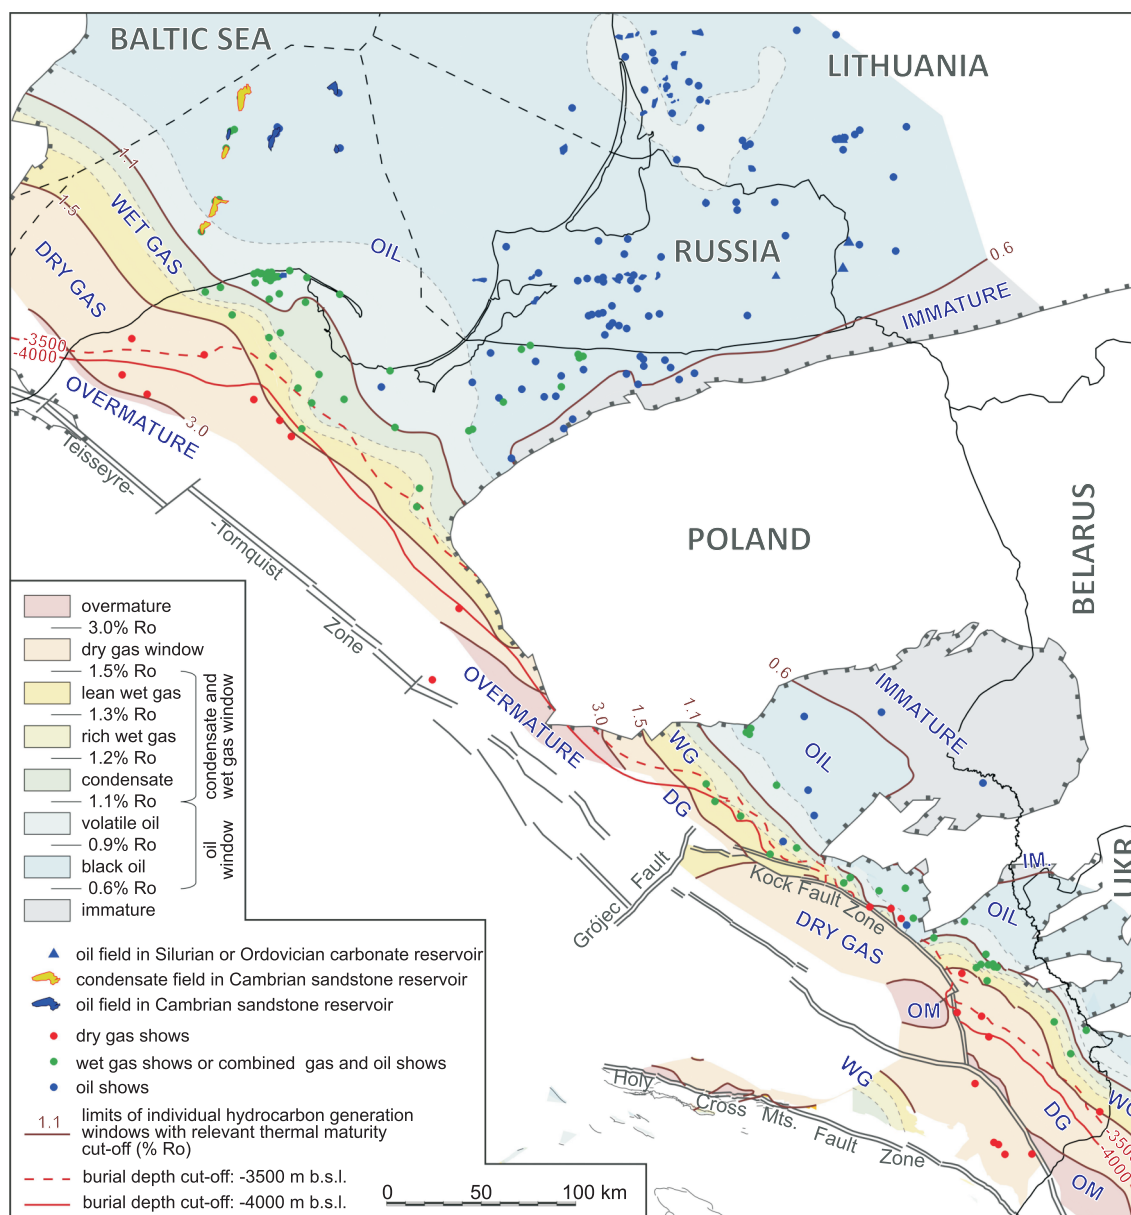 BALTIC SEA
LITHUANIA
1.1
1.5
WET GAS
OIL
RUSSIA
0.6
IMMATURE
DRY GAS
-3500
-4000
OVERMATURE
3.0
Teisseyre-
-Tornquist
Zone
POLAND
BELARUS
OVERMATURE
3.0
1.5
1.1
0.6
IMMATURE
WG
OIL
DG
IM.
UKR
Kock Fault Zone
Grójec Fault
DRY GAS
OIL
OM
WG
WG
DG
-3500
-4000
OM
Holy Cross Mts. Fault Zone
overmature
3.0% Ro
dry gas window
1.5% Ro
lean wet gas
1.3% Ro
rich wet gas
1.2% Ro
condensate
1.1% Ro
volatile oil
0.9% Ro
black oil
0.6% Ro
immature
condensate and
wet gas window
oil
window
oil field in Silurian or Ordovician carbonate reservoir
condensate field in Cambrian sandstone reservoir
oil field in Cambrian sandstone reservoir
dry gas shows
wet gas shows or combined gas and oil shows
oil shows
1.1
limits of individual hydrocarbon generation
windows with relevant thermal maturity
cut-off (% Ro)
burial depth cut-off: -3500 m b.s.l.
burial depth cut-off: -4000 m b.s.l.
0 50 100 km